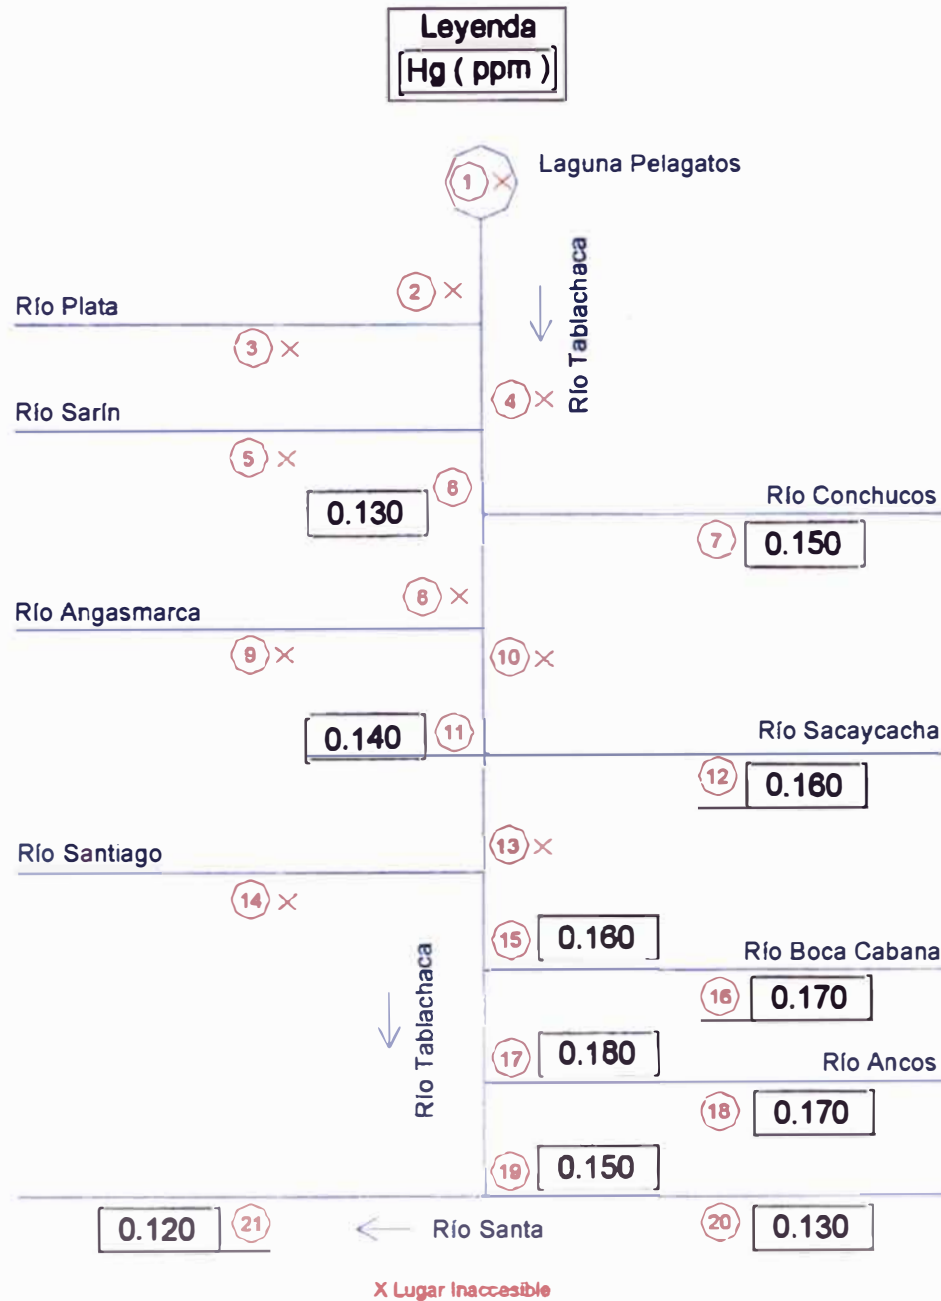 Leyenda
Hg ( ppm )
1 X Laguna Pelagatos
2 X
Río Plata
3 X
Río Tablachaca
4 X
Río Sarín
5 X
6
0.130
Río Conchucos
7 0.150
8 X
Río Angasmarca
9 X
10 X
0.140 11
Río Sacaycacha
12 0.160
13 X
Río Santiago
14 X
15 0.160
Río Boca Cabana
16 0.170
Río Tablachaca
17 0.180
Río Ancos
18 0.170
19 0.150
0.120 21
Río Santa
20 0.130
X Lugar Inaccesible